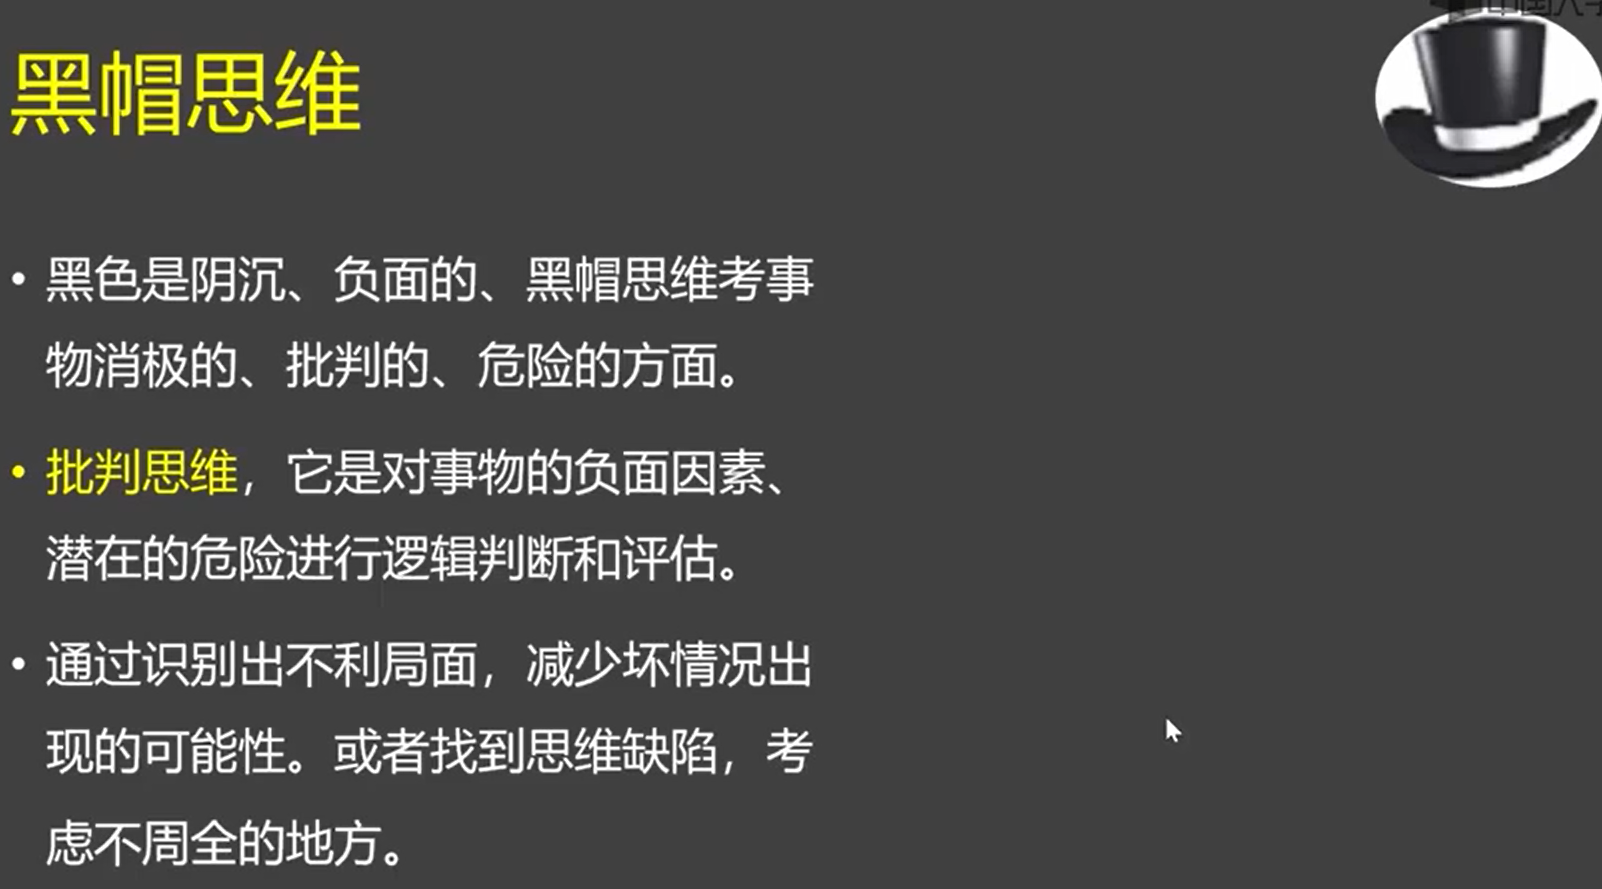 黑帽思维
• 黑色是阴沉、负面的、黑帽思维考事
物消极的、批判的、危险的方面。
• 批判思维，它是对事物的负面因素、
潜在的危险进行逻辑判断和评估。
• 通过识别出不利局面，减少坏情况出
现的可能性。或者找到思维缺陷，考
虑不周全的地方。